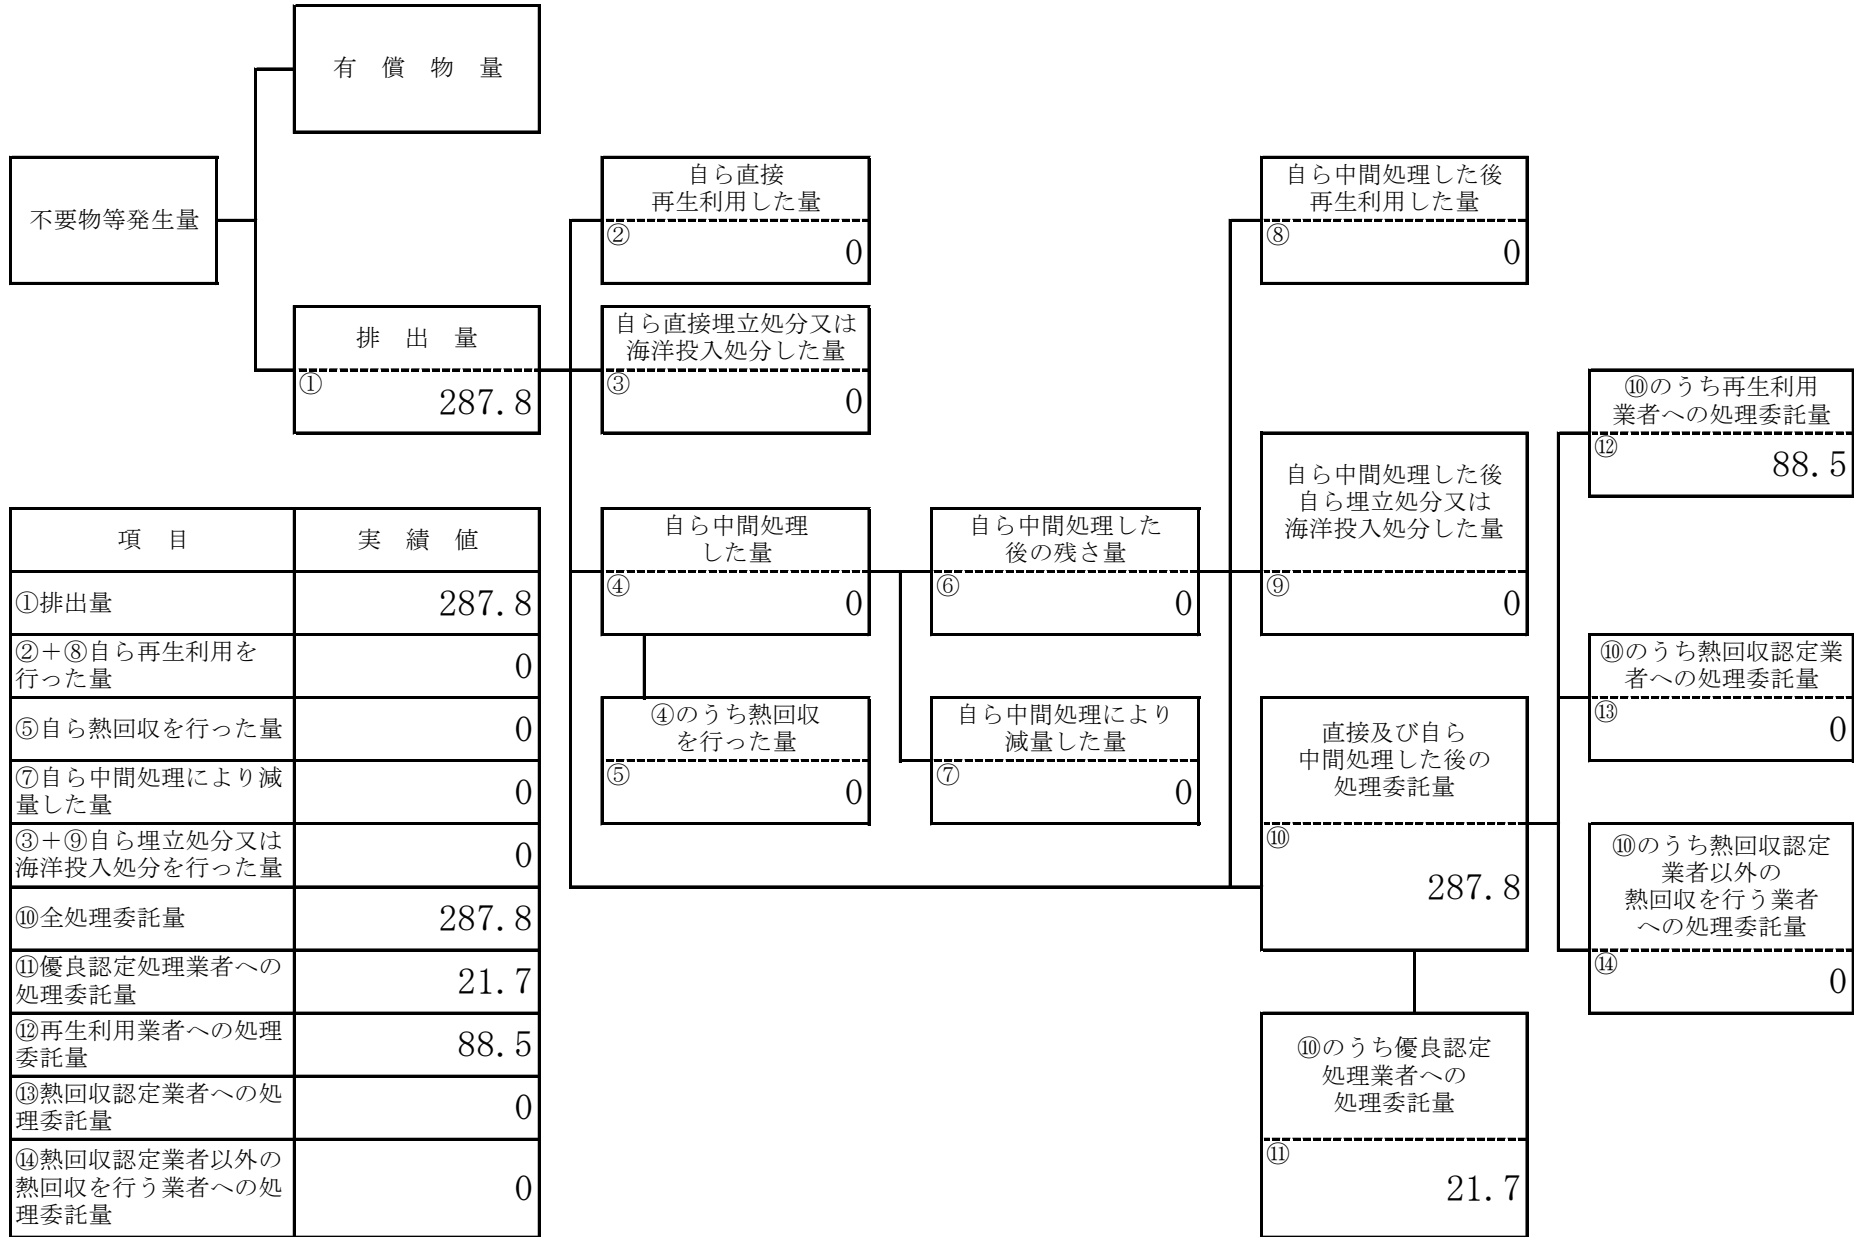 有 償 物 量
不要物等発生量
排 出 量
①
287.8
自ら直接
再生利用した量
②
0
自ら直接埋立処分又は
海洋投入処分した量
③
0
自ら中間処理
した量
④
0
④のうち熱回収
を行った量
⑤
0
自ら中間処理した
後の残さ量
⑥
0
自ら中間処理により
減量した量
⑦
0
自ら中間処理した後
再生利用した量
⑧
0
自ら中間処理した後
自ら埋立処分又は
海洋投入処分した量
⑨
0
直接及び自ら
中間処理した後の
処理委託量
⑩
287.8
⑩のうち優良認定
処理業者への
処理委託量
⑪
21.7
⑩のうち再生利用
業者への処理委託量
⑫
88.5
⑩のうち熱回収認定業
者への処理委託量
⑬
0
⑩のうち熱回収認定
業者以外の
熱回収を行う業者
への処理委託量
⑭
0
項 目 実 績 値
①排出量 287.8
②＋⑧自ら再生利用を
行った量 0
⑤自ら熱回収を行った量 0
⑦自ら中間処理により減
量した量 0
③＋⑨自ら埋立処分又は
海洋投入処分を行った量 0
⑩全処理委託量 287.8
⑪優良認定処理業者への
処理委託量 21.7
⑫再生利用業者への処理
委託量 88.5
⑬熱回収認定業者への処
理委託量 0
⑭熱回収認定業者以外の
熱回収を行う業者への処
理委託量 0